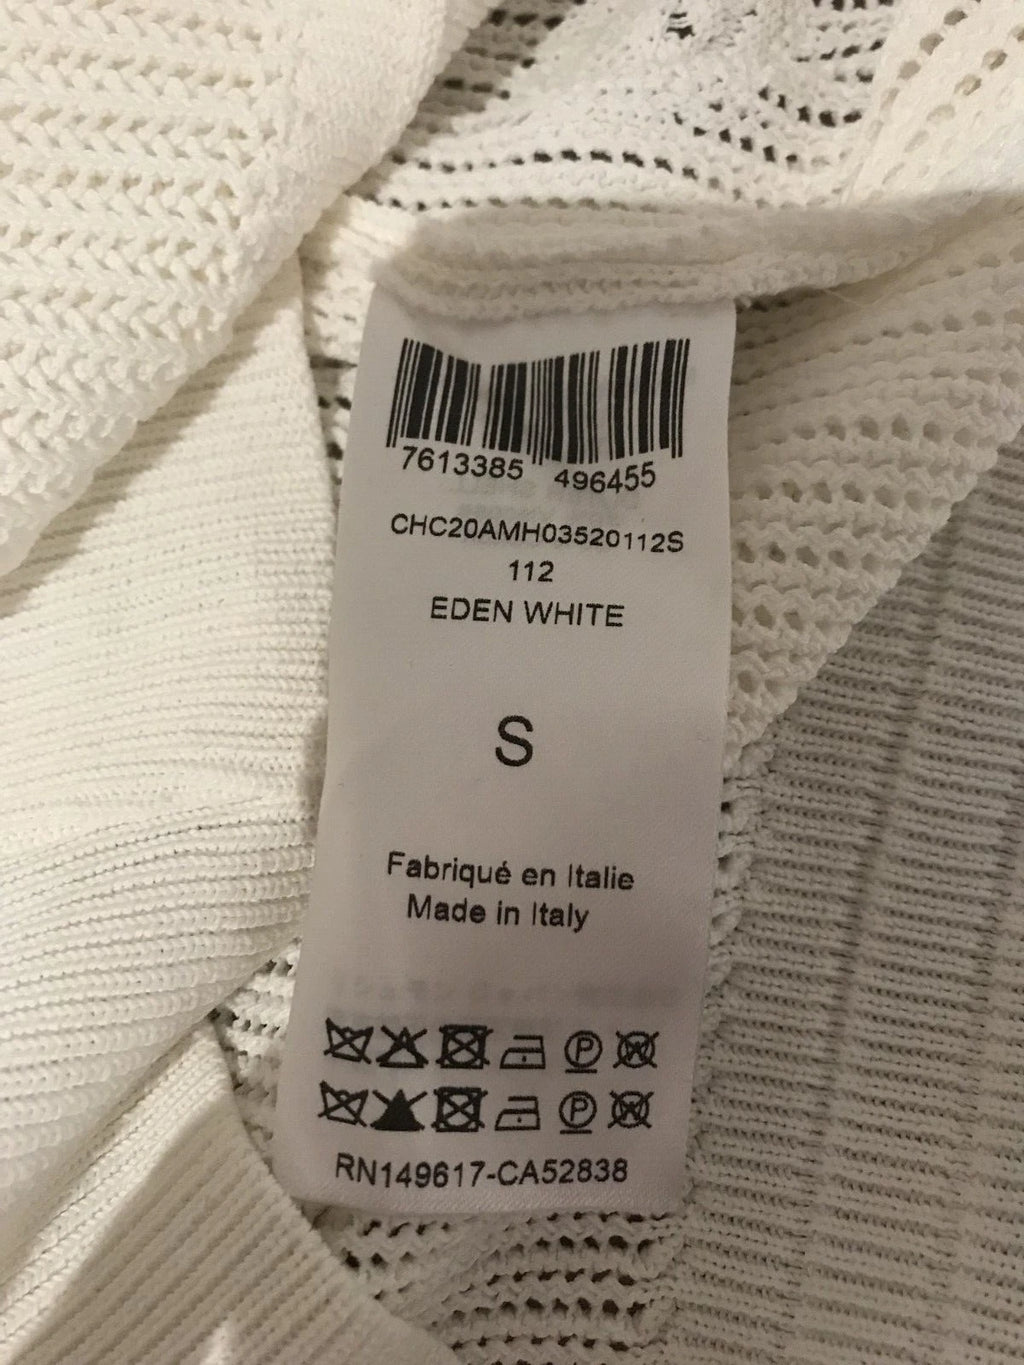 7613385 496455
CHC20AMH03520112S
112
EDEN WHITE
S
Fabriqué en Italie
Made in Italy
P W
P W
RN149617-CA52838